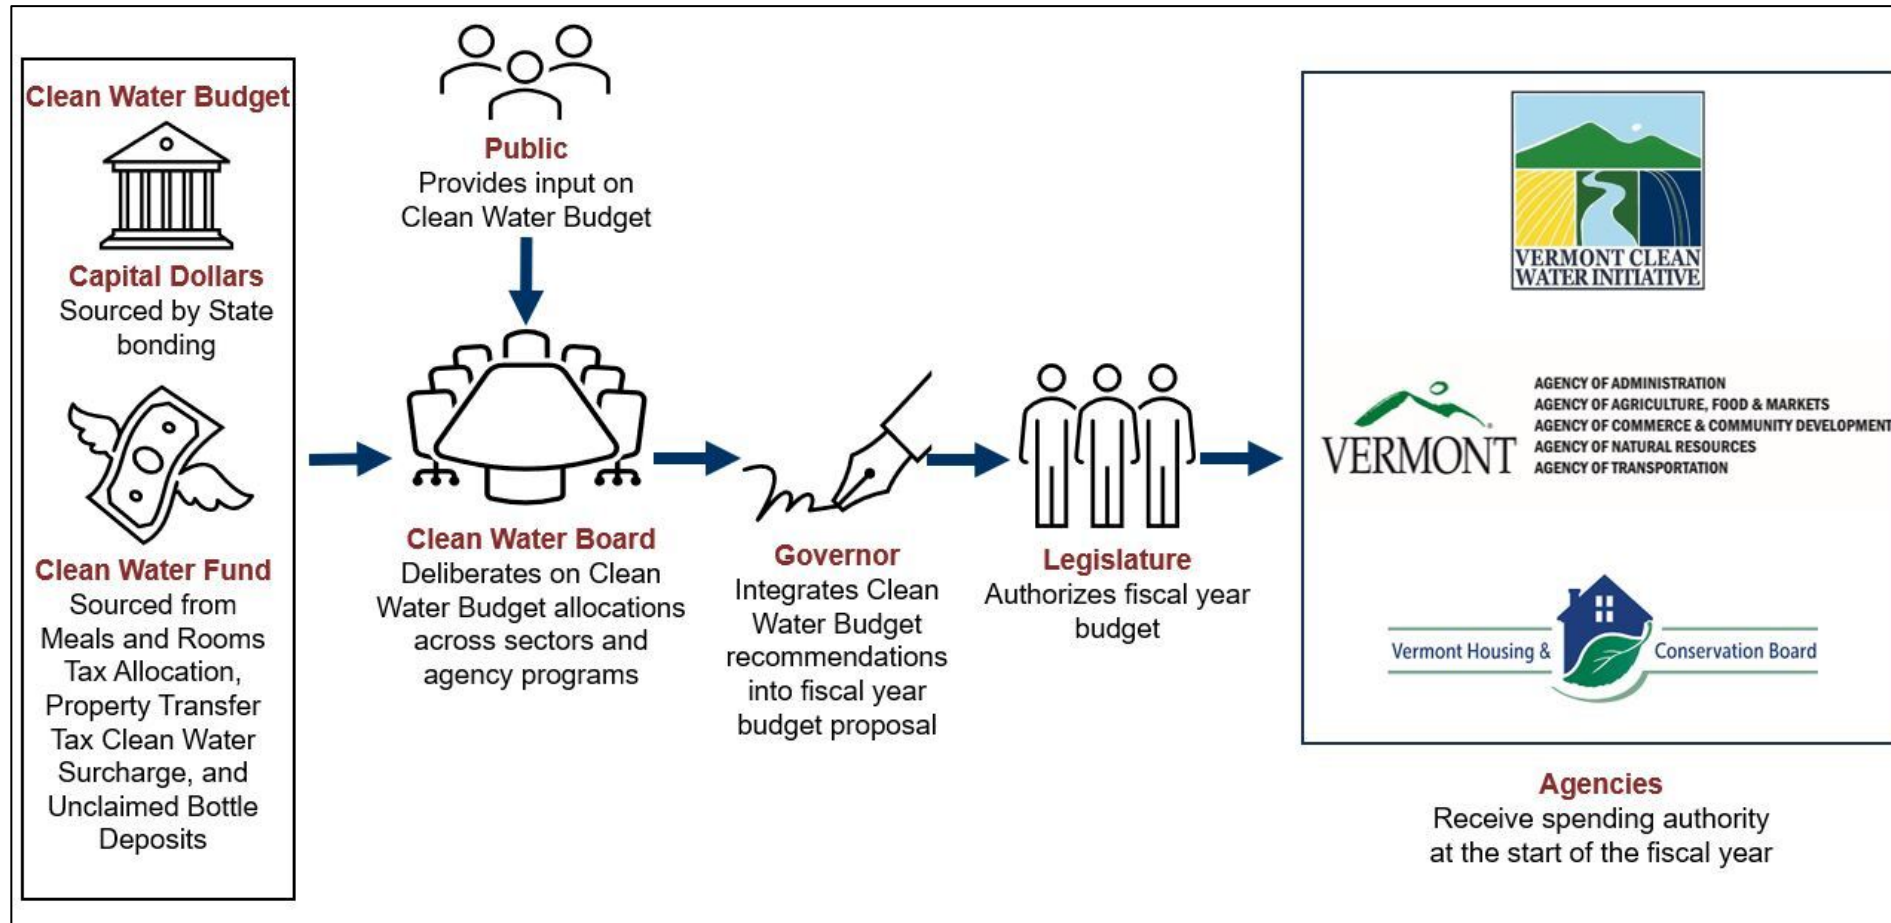 Clean Water Budget
Capital Dollars
Sourced by State
bonding
Clean Water Fund
Sourced from
Meals and Rooms
Tax Allocation,
Property Transfer
Tax Clean Water
Surcharge, and
Unclaimed Bottle
Deposits
Public
Provides input on
Clean Water Budget
Clean Water Board
Deliberates on Clean
Water Budget allocations
across sectors and
agency programs
Governor
Integrates Clean
Water Budget
recommendations
into fiscal year
budget proposal
Legislature
Authorizes fiscal year
budget
VERMONT CLEAN
WATER INITIATIVE
VERMONT
AGENCY OF ADMINISTRATION
AGENCY OF AGRICULTURE, FOOD & MARKETS
AGENCY OF COMMERCE & COMMUNITY DEVELOPMENT
AGENCY OF NATURAL RESOURCES
AGENCY OF TRANSPORTATION
Vermont Housing & Conservation Board
Agencies
Receive spending authority
at the start of the fiscal year